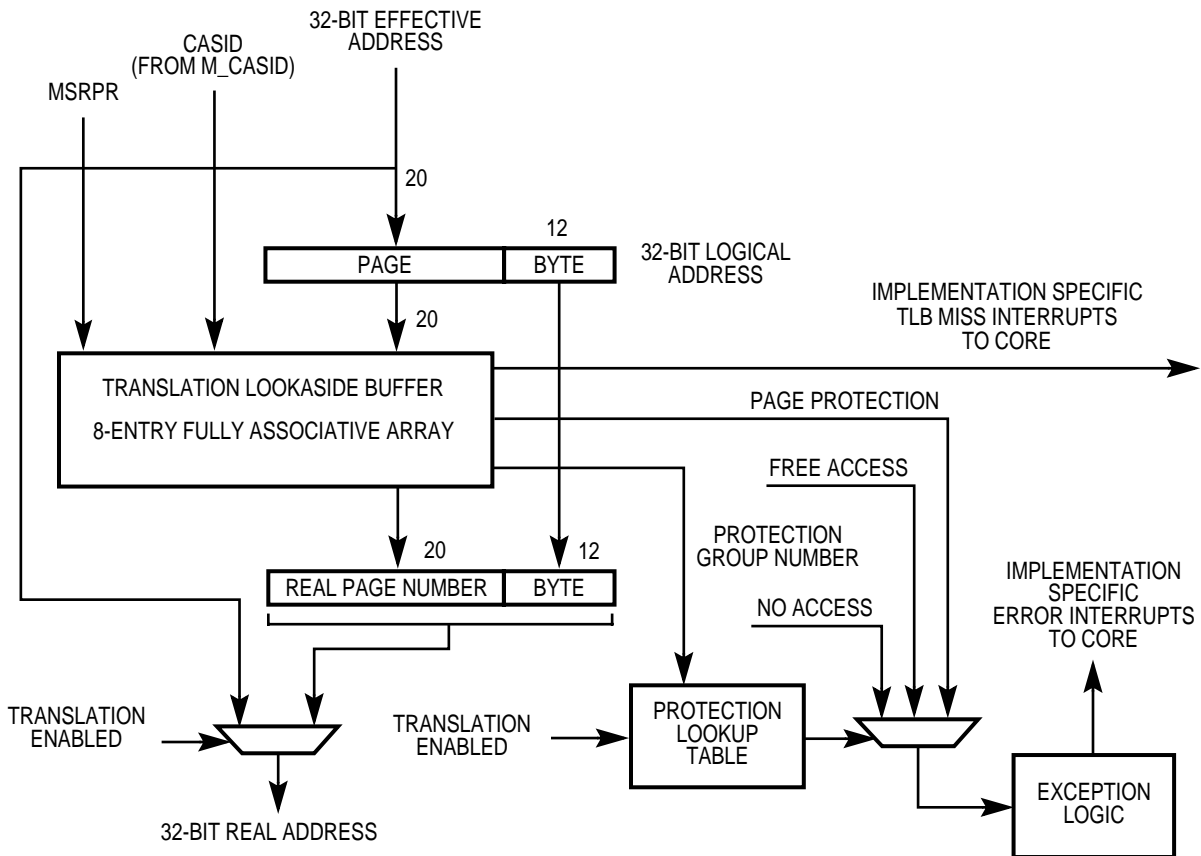 32-BIT EFFECTIVE
ADDRESS
CASID
(FROM M_CASID)
MSRPR
20
12
PAGE
BYTE
32-BIT LOGICAL
ADDRESS
20
IMPLEMENTATION SPECIFIC
TLB MISS INTERRUPTS
TO CORE
TRANSLATION LOOKASIDE BUFFER
8-ENTRY FULLY ASSOCIATIVE ARRAY
PAGE PROTECTION
FREE ACCESS
20
12
PROTECTION
GROUP NUMBER
REAL PAGE NUMBER
BYTE
NO ACCESS
IMPLEMENTATION
SPECIFIC
ERROR INTERRUPTS
TO CORE
TRANSLATION
ENABLED
TRANSLATION
ENABLED
PROTECTION
LOOKUP
TABLE
EXCEPTION
LOGIC
32-BIT REAL ADDRESS